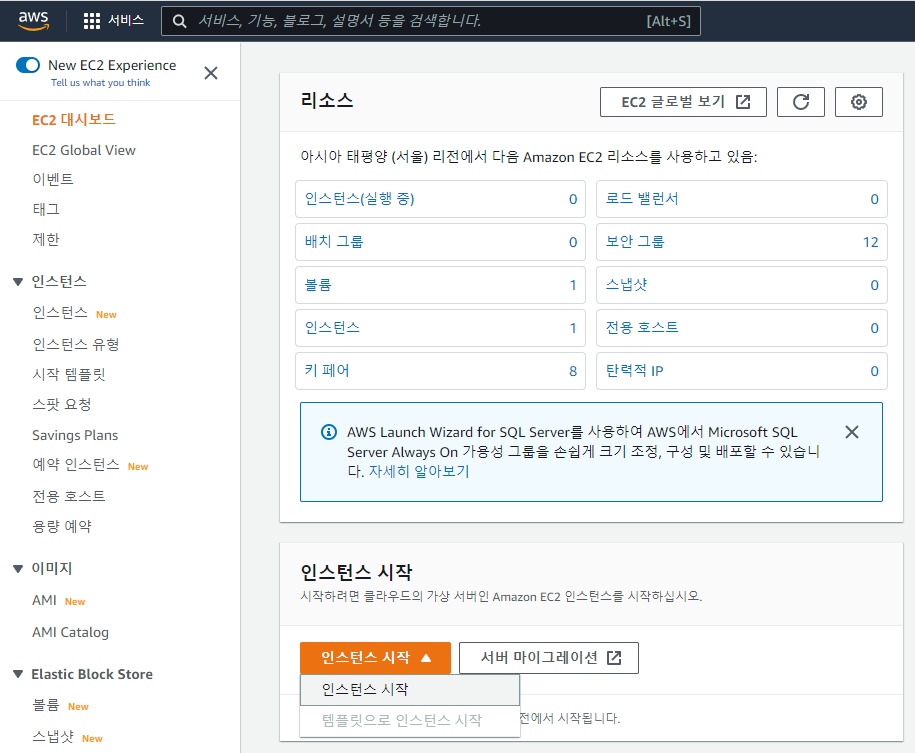 aws
서비스
서비스, 기능, 블로그, 설명서 등을 검색합니다.
[Alt+S]
New EC2 Experience
Tell us what you think
EC2 대시보드
EC2 Global View
이벤트
태그
제한
인스턴스
인스턴스 New
인스턴스 유형
시작 템플릿
스팟 요청
Savings Plans
예약 인스턴스 New
전용 호스트
용량 예약
이미지
AMI New
AMI Catalog
Elastic Block Store
볼륨 New
스냅샷 New
리소스
EC2 글로벌 보기
아시아 태평양 (서울) 리전에서 다음 Amazon EC2 리소스를 사용하고 있음:
인스턴스(실행 중) 0
로드 밸런서 0
배치 그룹 0
보안 그룹 12
볼륨 1
스냅샷 0
인스턴스 1
전용 호스트 0
키 페어 8
탄력적 IP 0
AWS Launch Wizard for SQL Server를 사용하여 AWS에서 Microsoft SQL
Server Always On 가용성 그룹을 손쉽게 크기 조정, 구성 및 배포할 수 있습니
다. 자세히 알아보기
인스턴스 시작
시작하려면 클라우드의 가상 서버인 Amazon EC2 인스턴스를 시작하십시오.
인스턴스 시작
서버 마이그레이션
인스턴스 시작
템플릿으로 인스턴스 시작
전에서 시작됩니다.